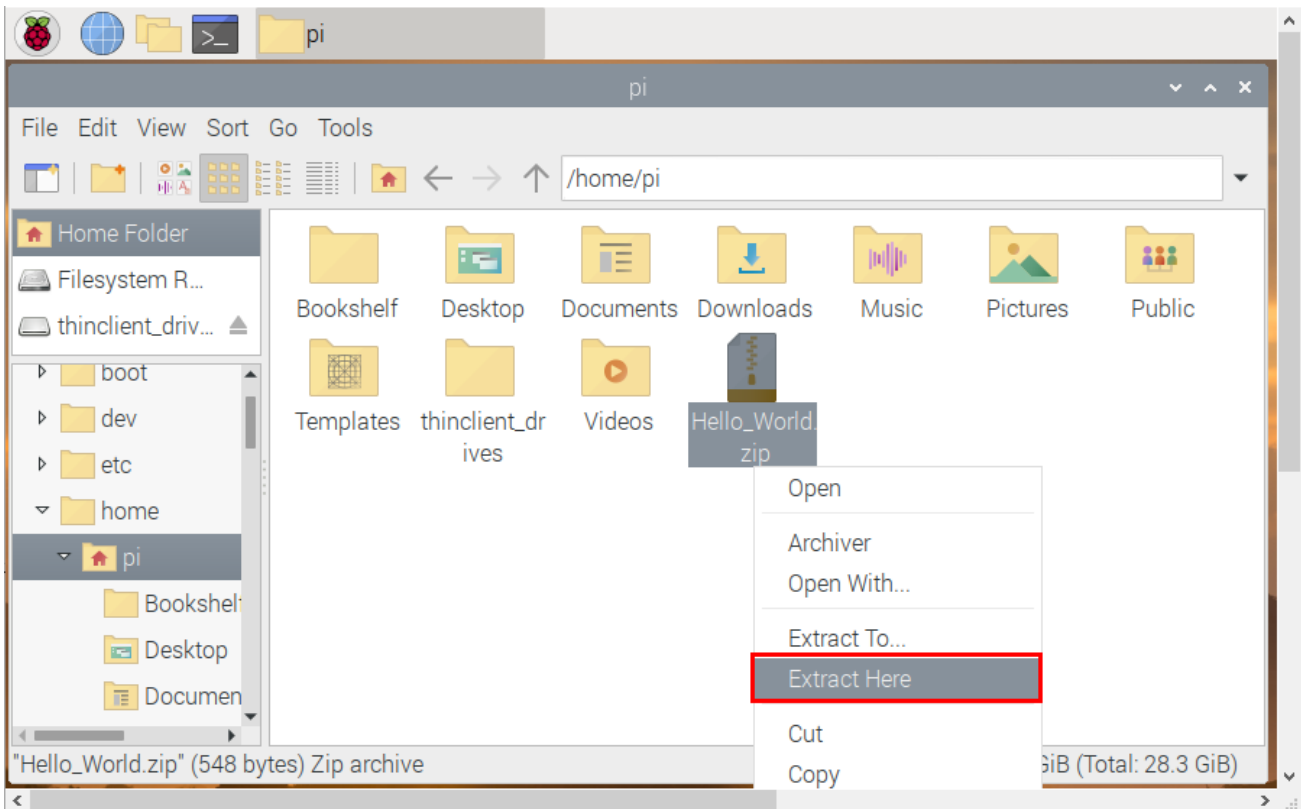 pi
pi
File Edit View Sort Go Tools
/home/pi
Home Folder
Filesystem R...
thinclient_driv...
boot
dev
etc
home
pi
Bookshelf
Desktop
Documen
Bookshelf Desktop Documents Downloads Music Pictures Public
Templates thinclient_dr Videos Hello_World.
ives zip
Open
Archiver
Open With...
Extract To...
Extract Here
Cut
Copy
"Hello_World.zip" (548 bytes) Zip archive GiB (Total: 28.3 GiB)